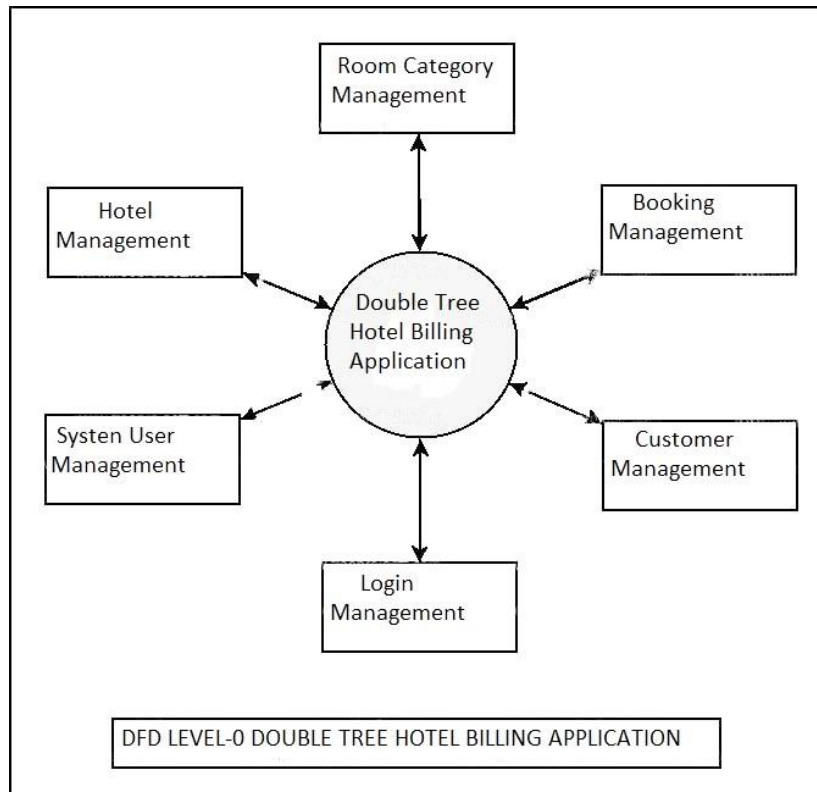 Room Category
Management
Hotel
Management
Booking
Management
Double Tree
Hotel Billing
Application
Systen User
Management
Customer
Management
Login
Management
DFD LEVEL-0 DOUBLE TREE HOTEL BILLING APPLICATION